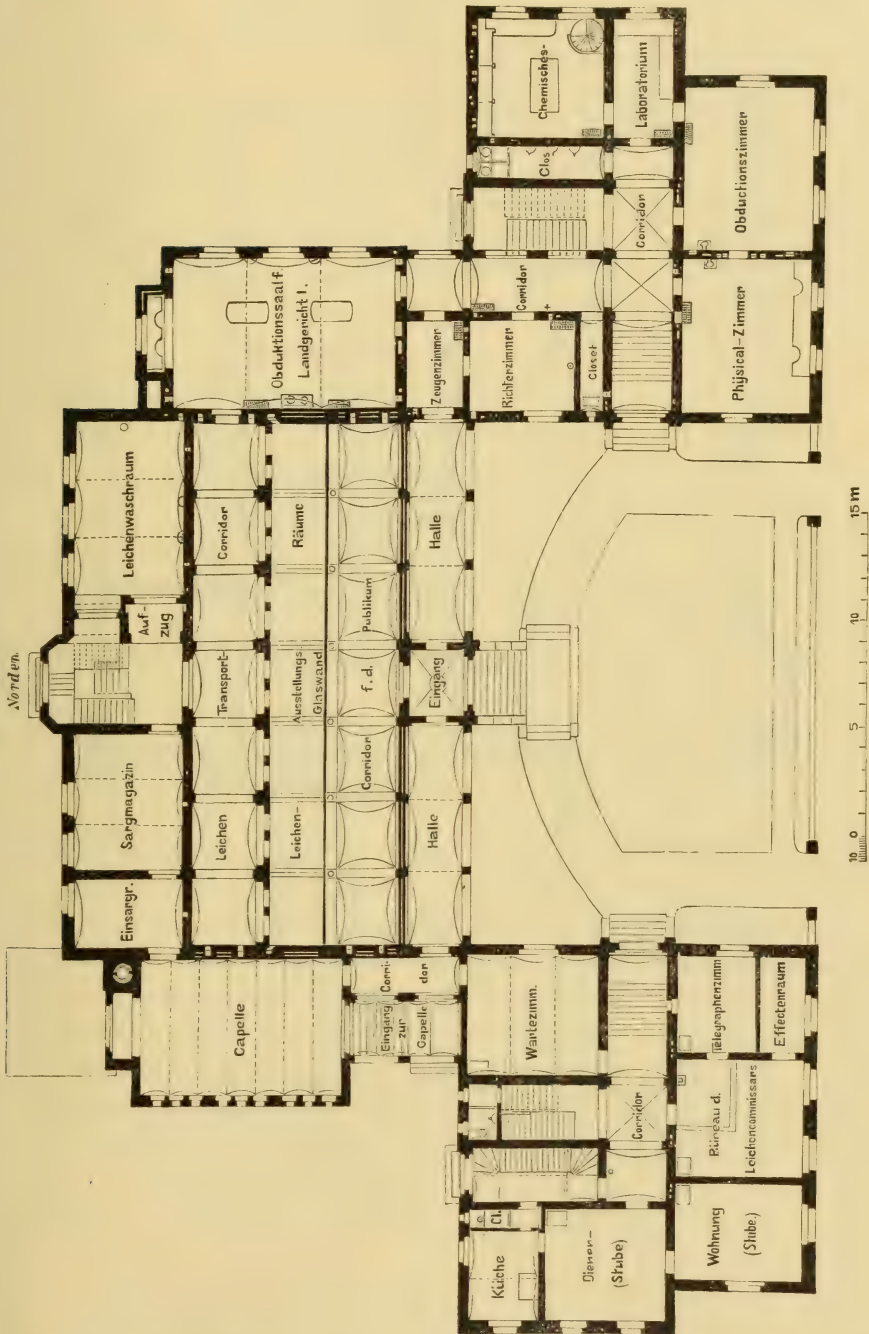 Norden.
Einsargr.
Sargmagazin
Auf-
zug
Leichenwaschraum
Capelle
Leichen
Transport-
Corridor
Leichen-
Ausstellungs
Räume
Glaswand
Corridor
f. d.
Publikum
Obduktionssaal f.
Landgericht I.
Eingang
zur
Capelle
Corri-
dor
Halle
Eingang
Halle
Zeugenzimmer
Richterzimmer
Closet
Corridor
Corridor
Clos
Chemisches-
Laboratorium
Wartezimm.
Corridor
Küche
Cl.
Diener-
(Stube)
Wohnung
(Stube.)
Büreau d.
Leichencommissars
Telegraphenzimm
Effectenraum
Physical-Zimmer
Obductionszimmer
10 0 5 10 15 m